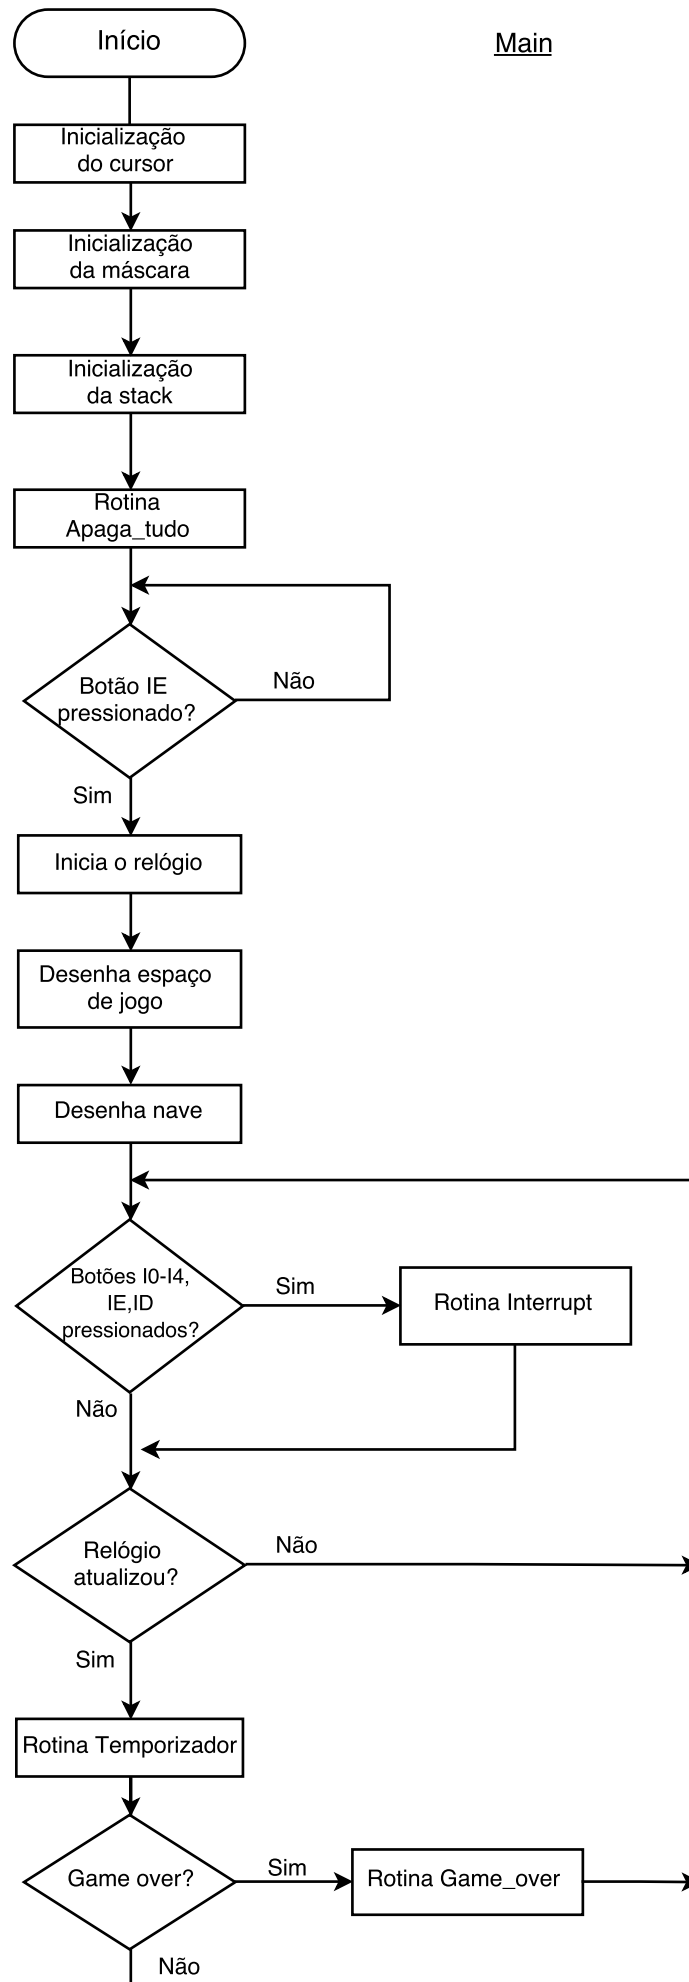 Início
Main
Inicialização
do cursor
Inicialização
da máscara
Inicialização
da stack
Rotina
Apaga_tudo
Botão IE
pressionado?
Não
Sim
Inicia o relógio
Desenha espaço
de jogo
Desenha nave
Botões I0-I4,
IE,ID
pressionados?
Sim
Rotina Interrupt
Não
Relógio
atualizou?
Não
Sim
Rotina Temporizador
Game over?
Sim
Rotina Game_over
Não